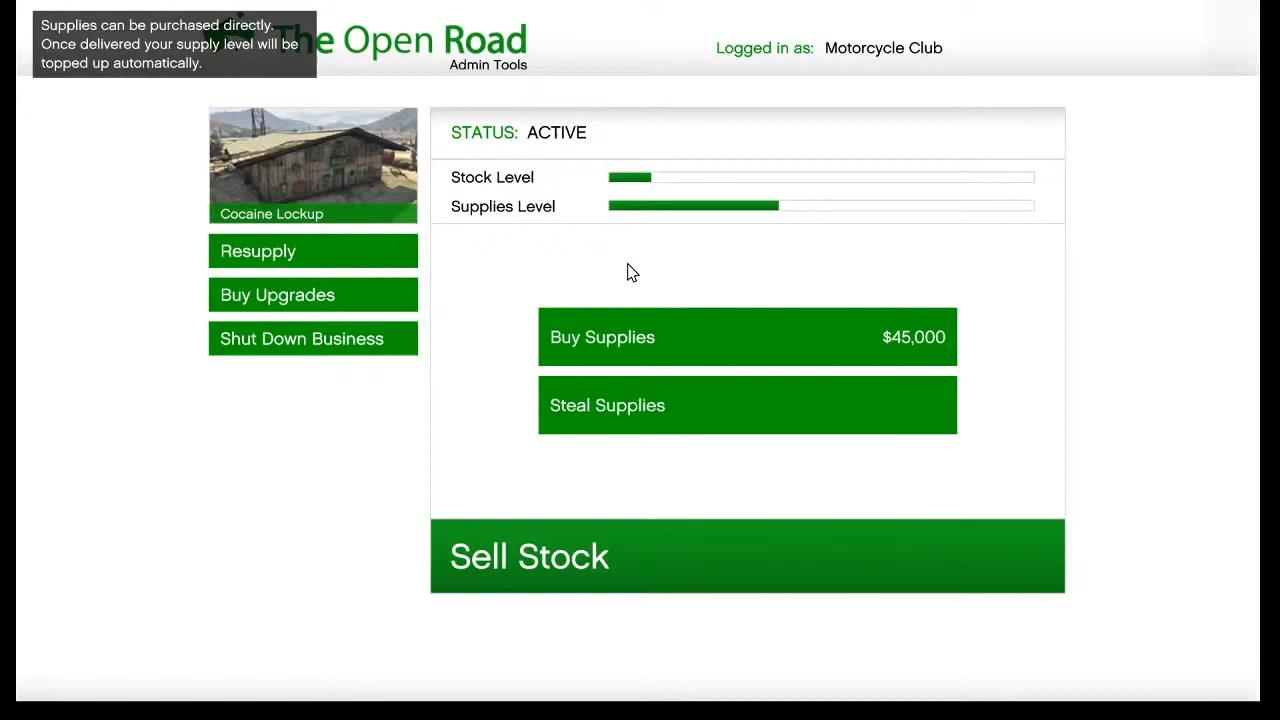 Supplies can be purchased directly.
Once delivered your supply level will be
topped up automatically.
The Open Road
Admin Tools
Logged in as: Motorcycle Club
Cocaine Lockup
Resupply
Buy Upgrades
Shut Down Business
STATUS: ACTIVE
Stock Level
Supplies Level
Buy Supplies $45,000
Steal Supplies
Sell Stock